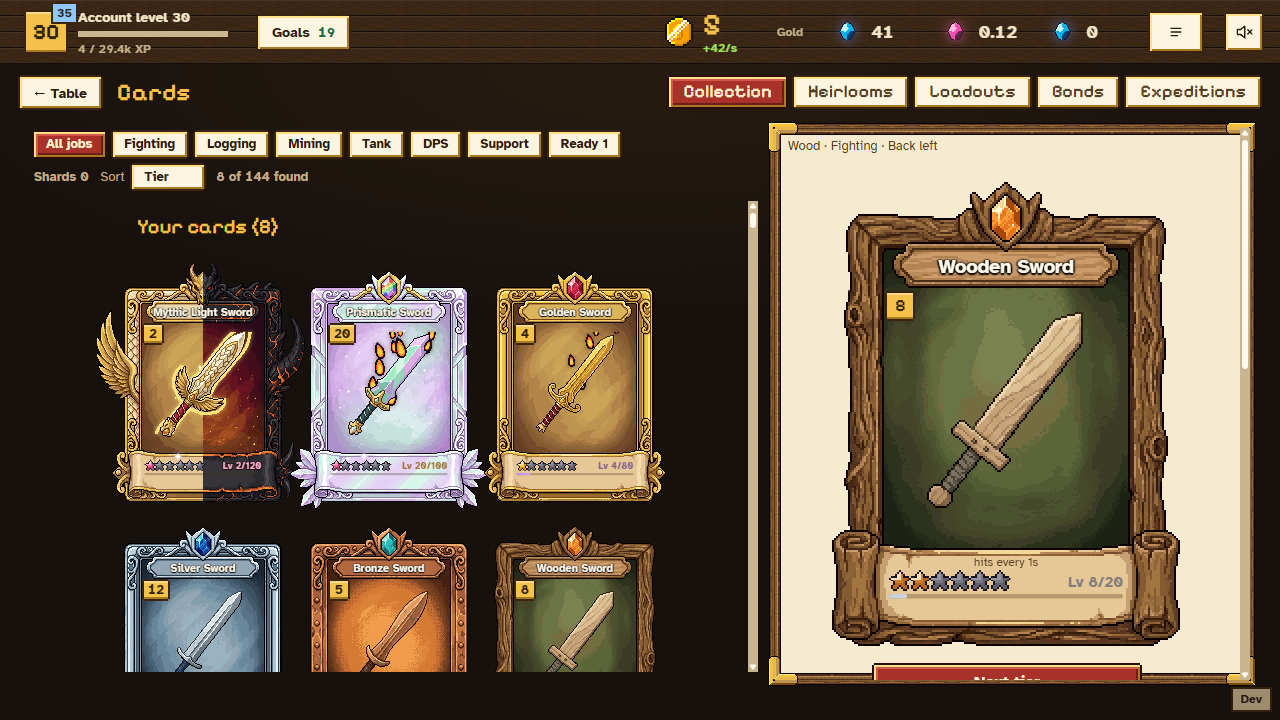 35
30
Account level 30
4 / 29.4k XP
Goals 19
8
+42/s
Gold
41
0.12
0
← Table
Cards
Collection
Heirlooms
Loadouts
Bonds
Expeditions
All jobs
Fighting
Logging
Mining
Tank
DPS
Support
Ready 1
Shards 0
Sort
Tier
8 of 144 found
Your cards (8)
Mythic Light Sword
2
Lv 2/120
Prismatic Sword
20
Lv 20/100
Golden Sword
4
Lv 4/80
Silver Sword
12
Bronze Sword
5
Wooden Sword
8
Wood · Fighting · Back left
Wooden Sword
8
hits every 1s
Lv 8/20
Next tier
Dev